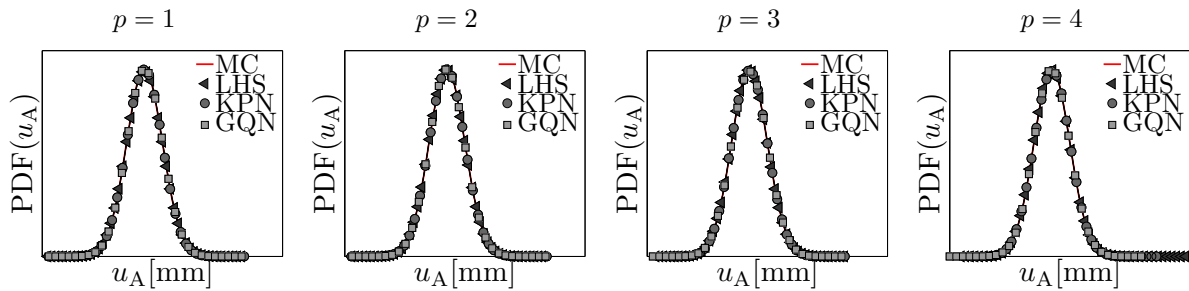 p = 1
PDF(u_A)
MC
LHS
KPN
GQN
u_A[mm]
p = 2
PDF(u_A)
MC
LHS
KPN
GQN
u_A[mm]
p = 3
PDF(u_A)
MC
LHS
KPN
GQN
u_A[mm]
p = 4
PDF(u_A)
MC
LHS
KPN
GQN
u_A[mm]